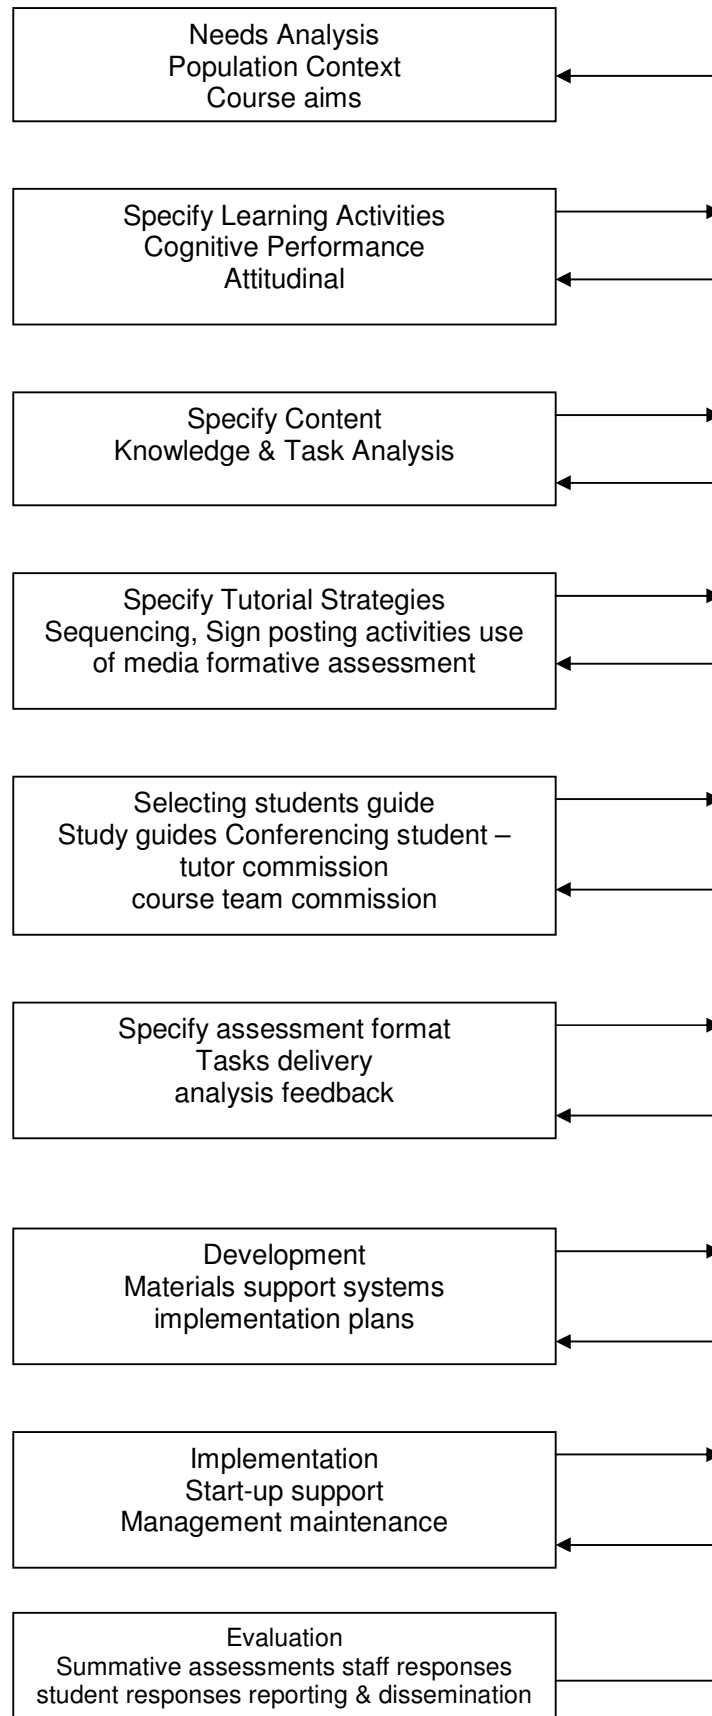 Needs Analysis
Population Context
Course aims
Specify Learning Activities
Cognitive Performance
Attitudinal
Specify Content
Knowledge & Task Analysis
Specify Tutorial Strategies
Sequencing, Sign posting activities use
of media formative assessment
Selecting students guide
Study guides Conferencing student –
tutor commission
course team commission
Specify assessment format
Tasks delivery
analysis feedback
Development
Materials support systems
implementation plans
Implementation
Start-up support
Management maintenance
Evaluation
Summative assessments staff responses
student responses reporting & dissemination